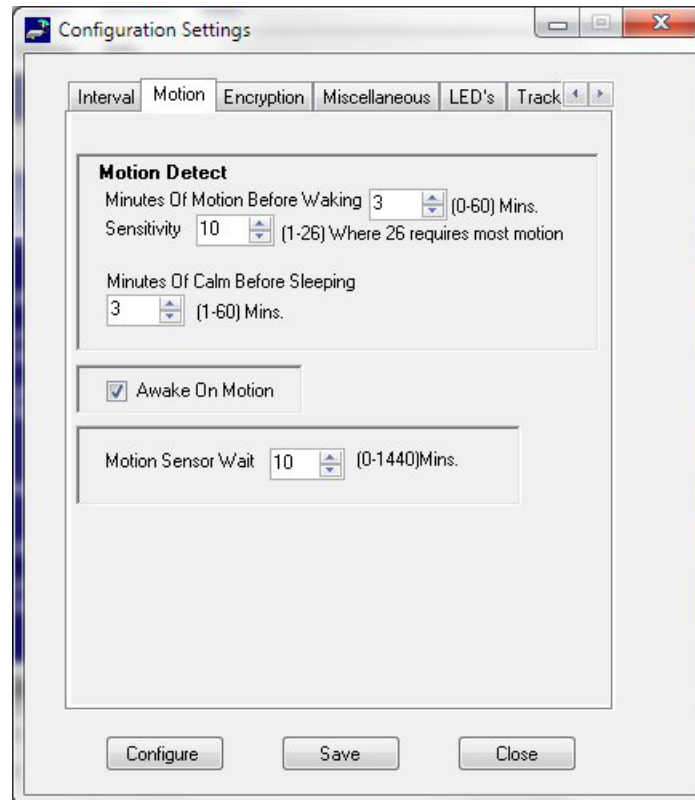 Configuration Settings
Interval Motion Encryption Miscellaneous LED's Track
Motion Detect
Minutes Of Motion Before Waking 3 (0-60) Mins.
Sensitivity 10 (1-26) Where 26 requires most motion
Minutes Of Calm Before Sleeping
3 (1-60) Mins.
Awake On Motion
Motion Sensor Wait 10 (0-1440)Mins.
Configure Save Close